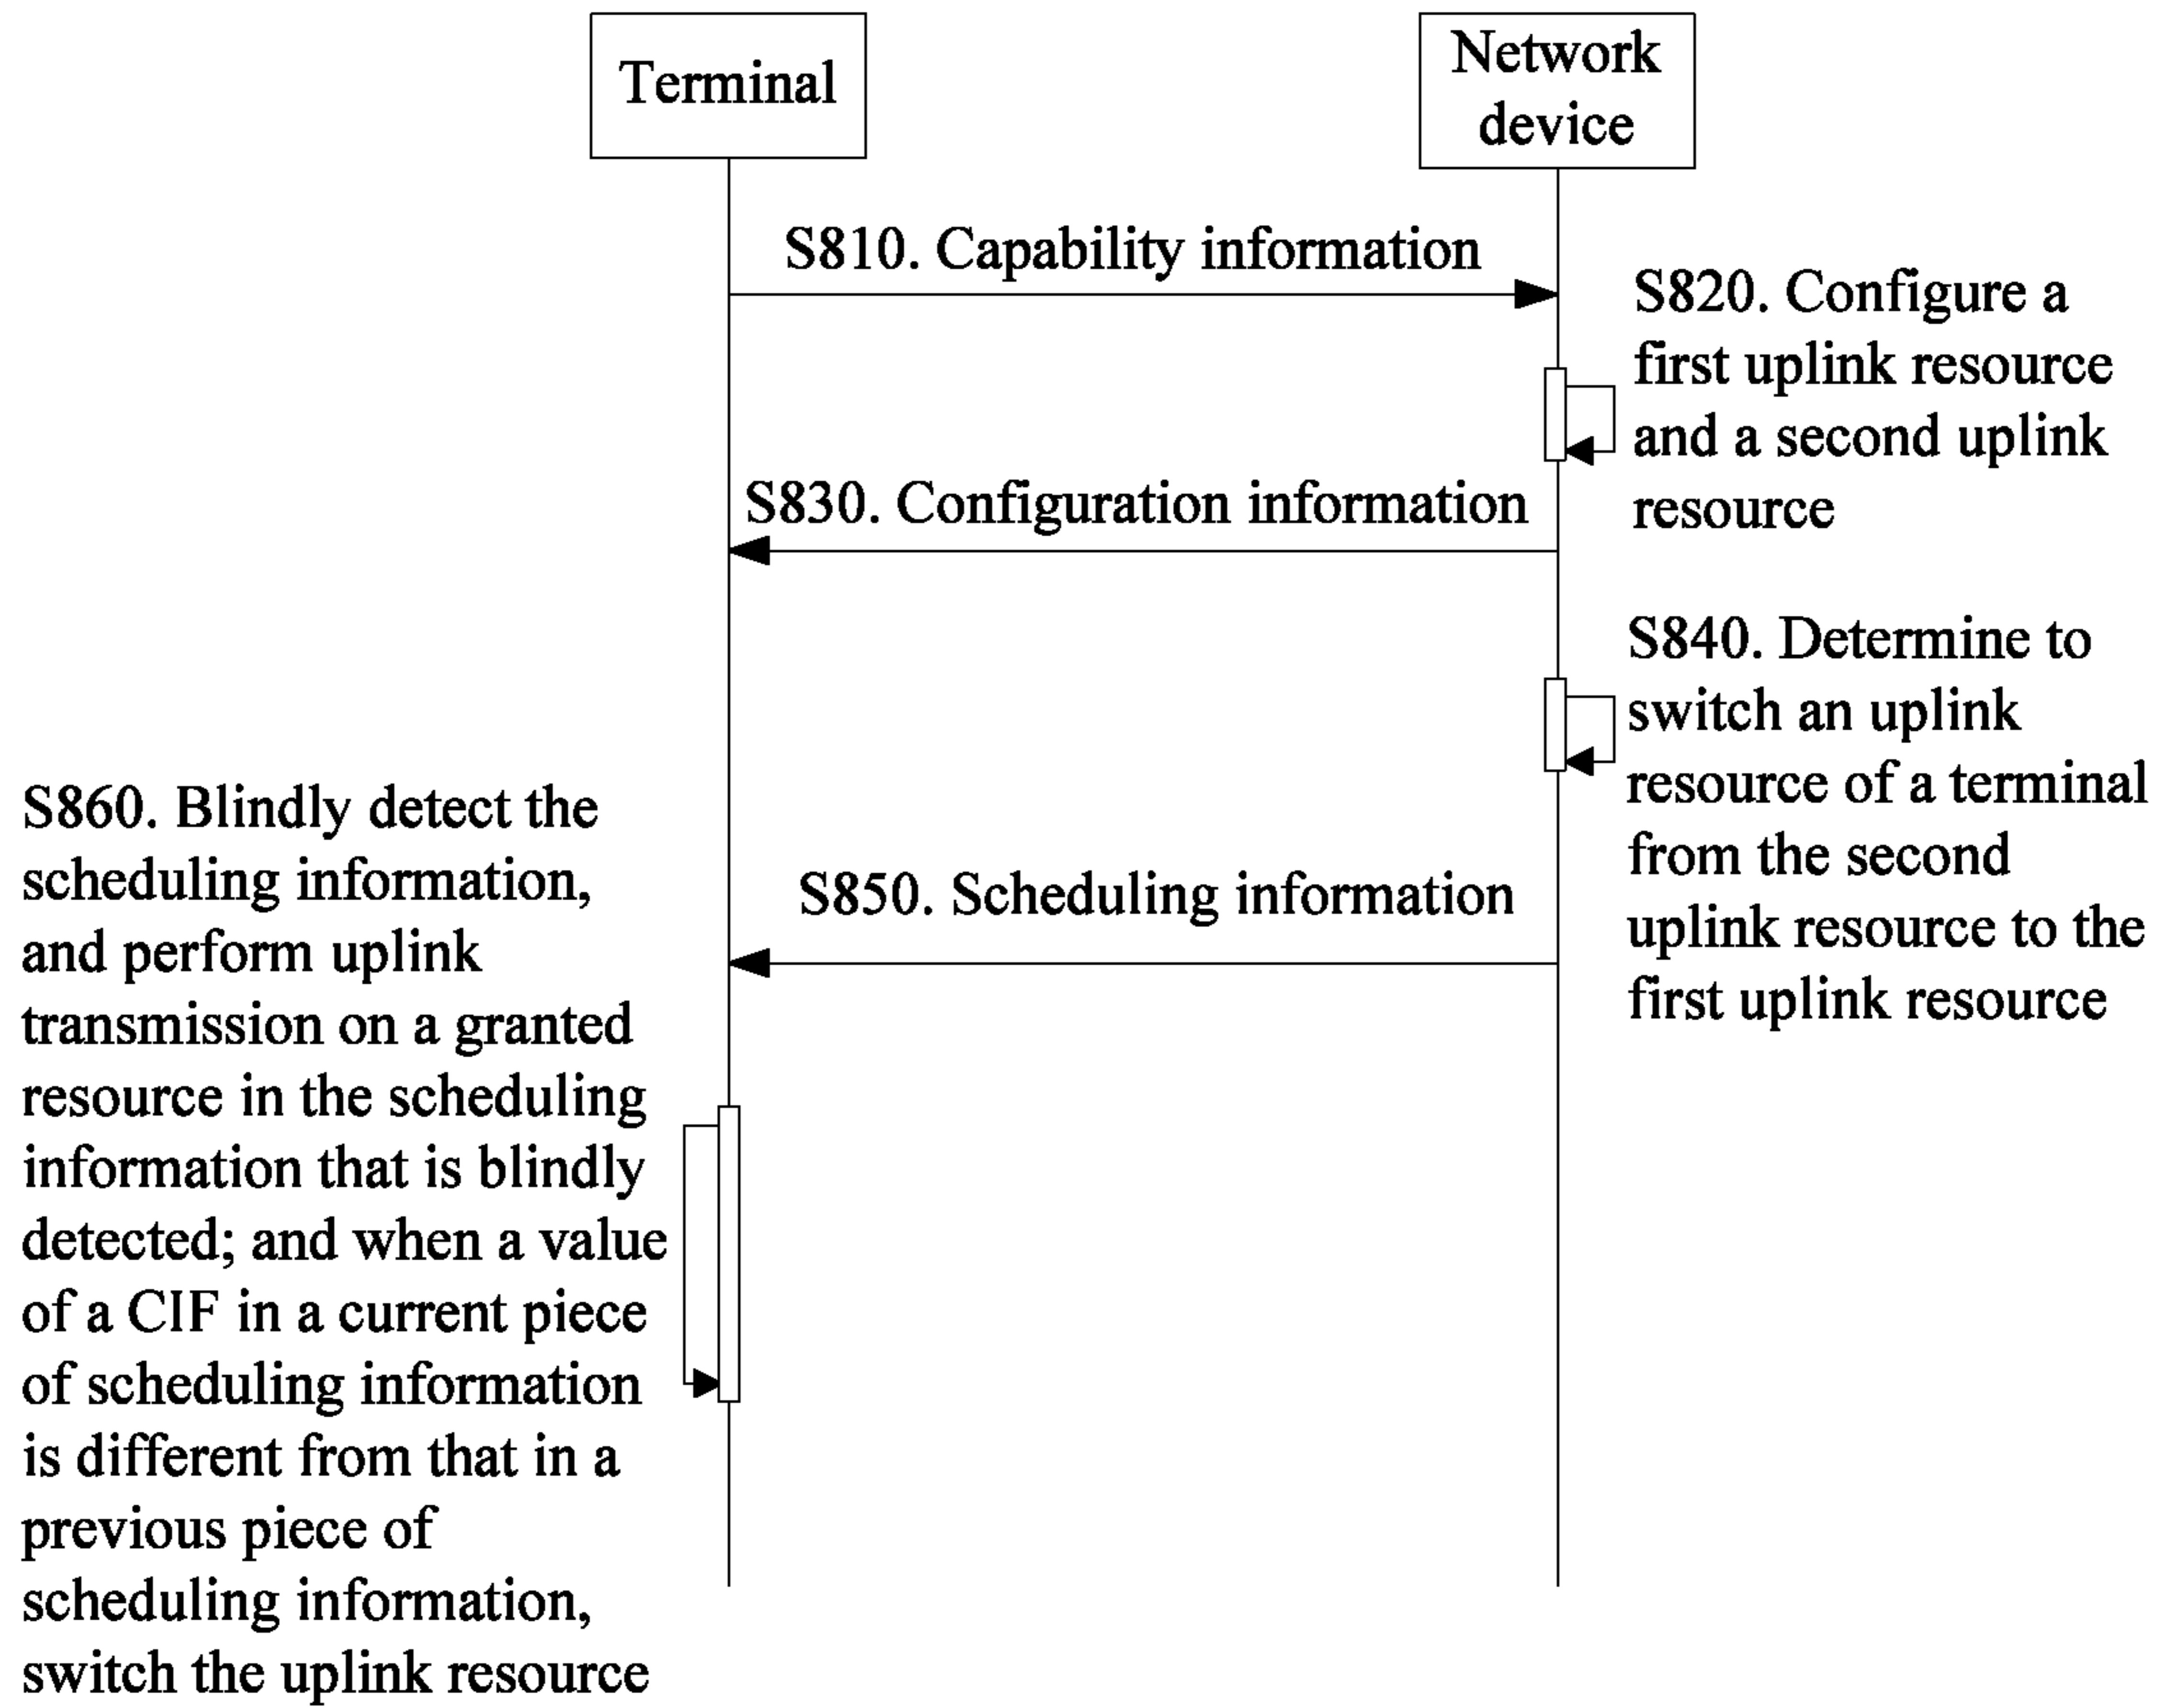 Terminal
Network
device
S810. Capability information
S820. Configure a
first uplink resource
and a second uplink
resource
S830. Configuration information
S840. Determine to
switch an uplink
resource of a terminal
from the second
uplink resource to the
first uplink resource
S850. Scheduling information
S860. Blindly detect the
scheduling information,
and perform uplink
transmission on a granted
resource in the scheduling
information that is blindly
detected; and when a value
of a CIF in a current piece
of scheduling information
is different from that in a
previous piece of
scheduling information,
switch the uplink resource